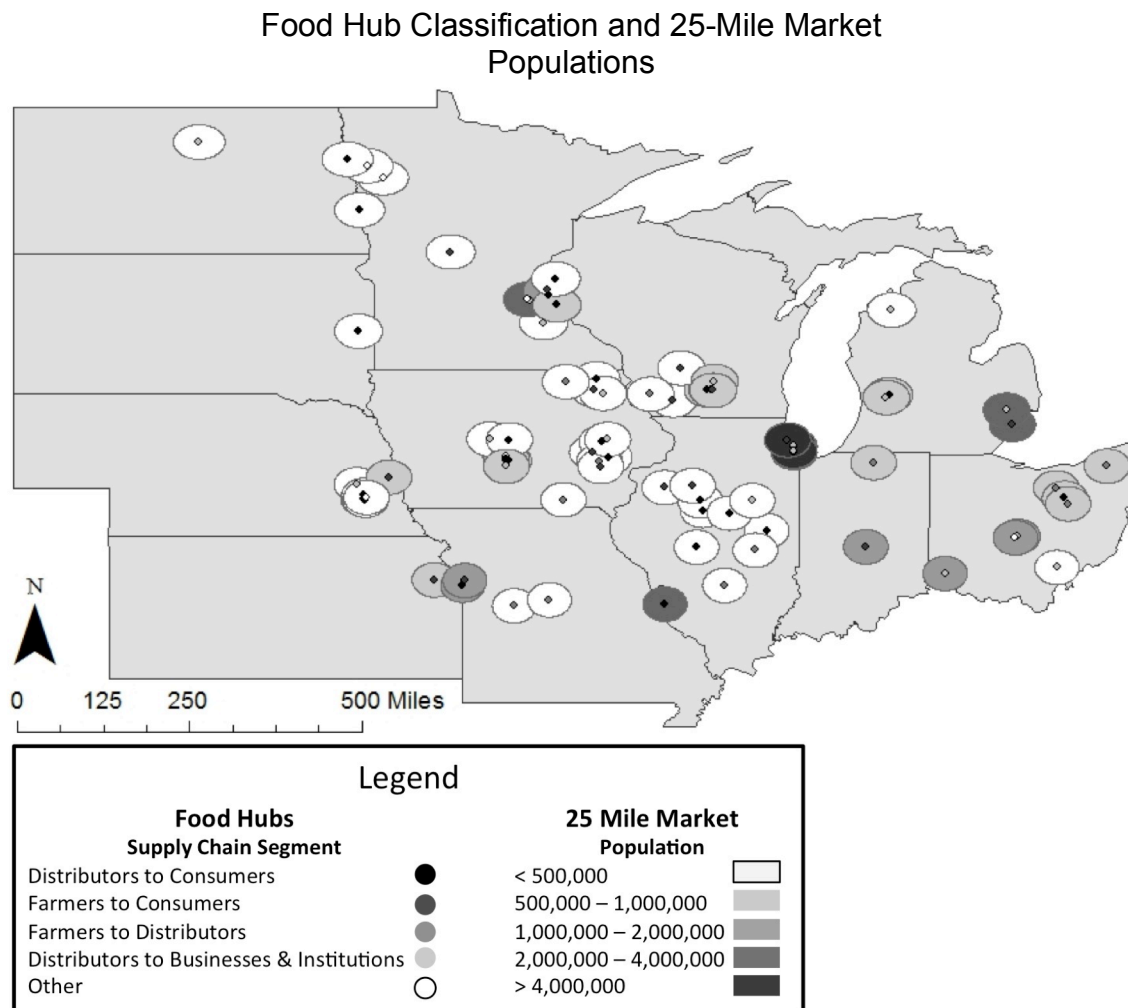 Food Hub Classification and 25-Mile Market
Populations
N
0 125 250 500 Miles
Legend
Food Hubs 25 Mile Market
Supply Chain Segment Population
Distributors to Consumers < 500,000
Farmers to Consumers 500,000 – 1,000,000
Farmers to Distributors 1,000,000 – 2,000,000
Distributors to Businesses & Institutions 2,000,000 – 4,000,000
Other > 4,000,000